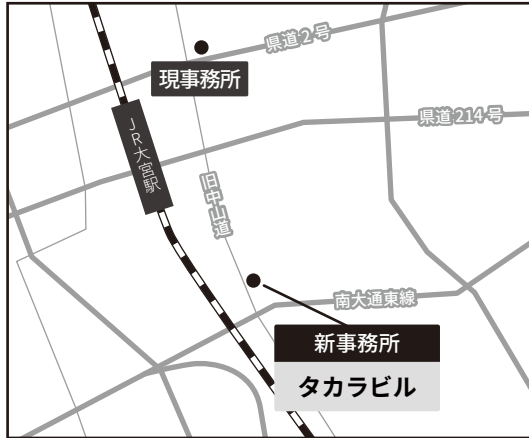 県道2号
現事務所
県道214号
JR大宮駅
旧中山道
南大通東線
新事務所
タカラビル